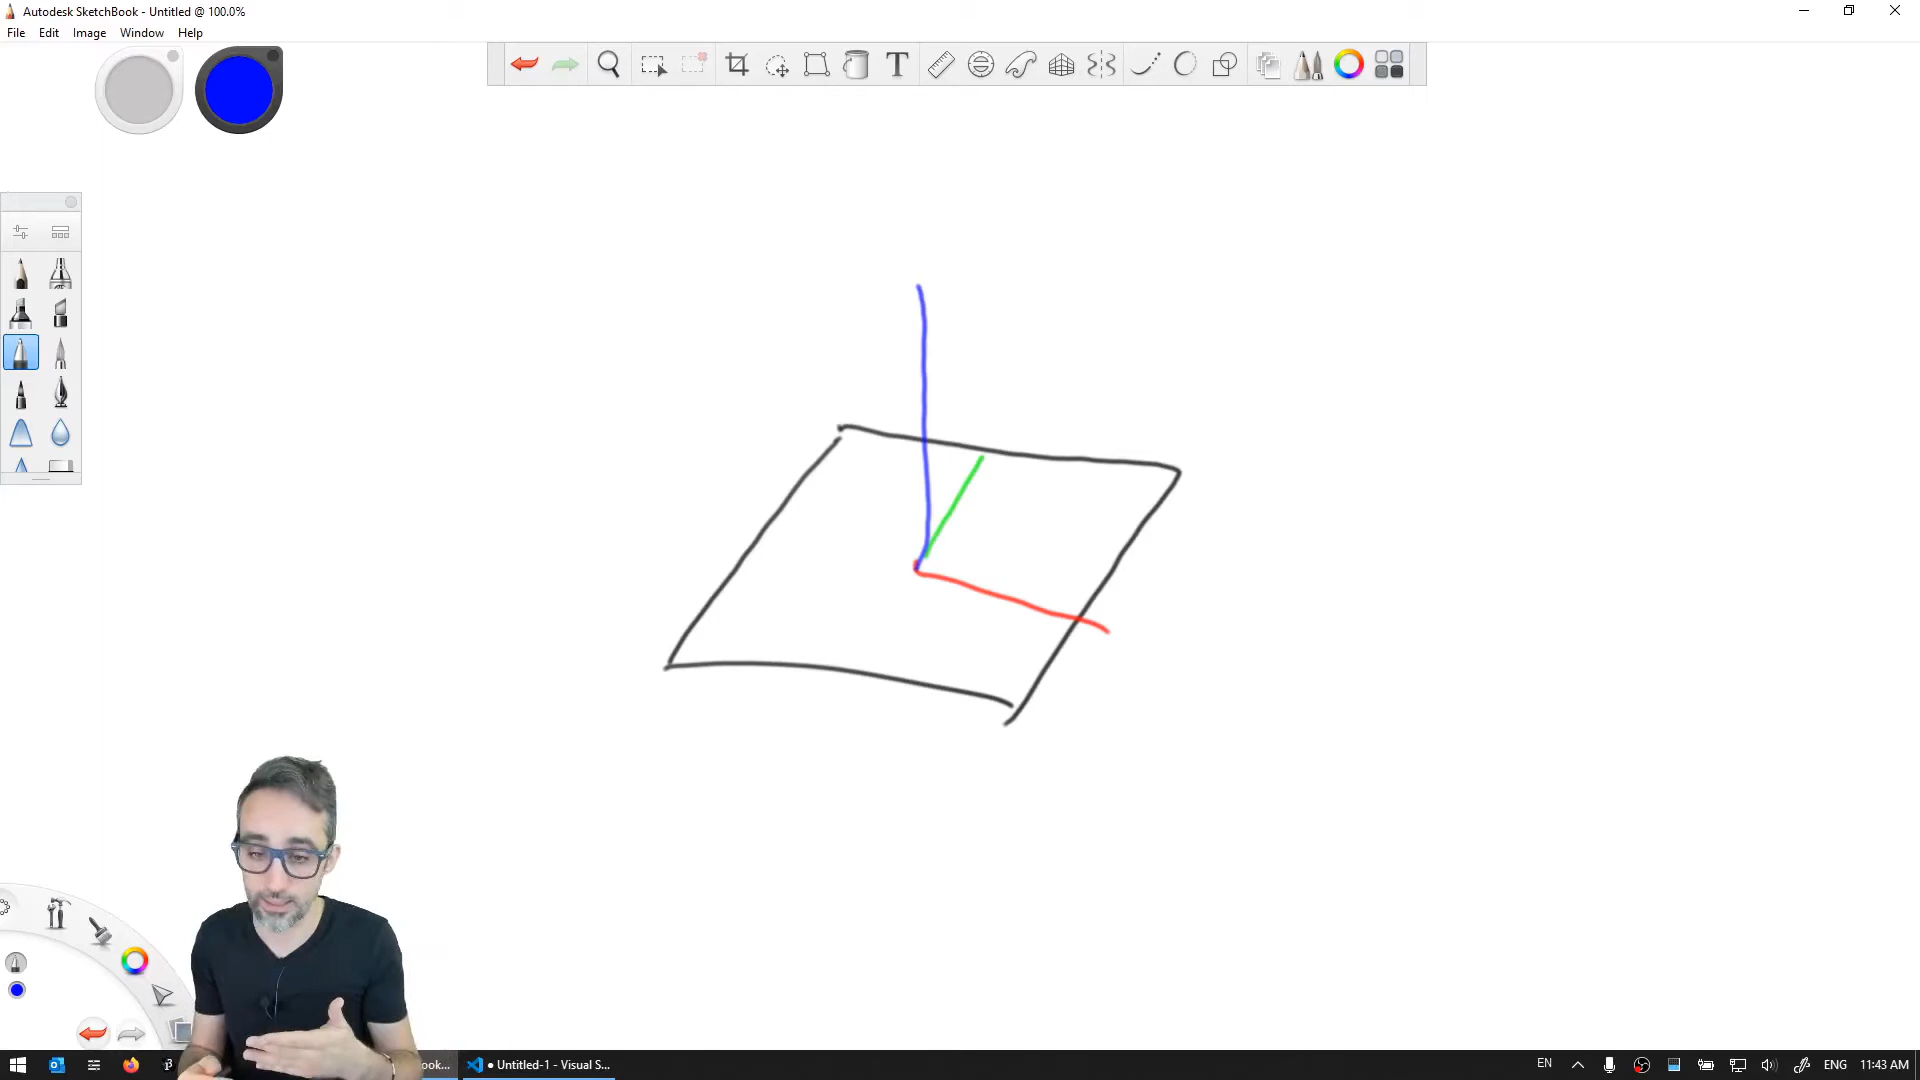 Autodesk SketchBook - Untitled @ 100.0%
File Edit Image Window Help
T
ook...
● Untitled-1 - Visual S...
EN
ENG
11:43 AM